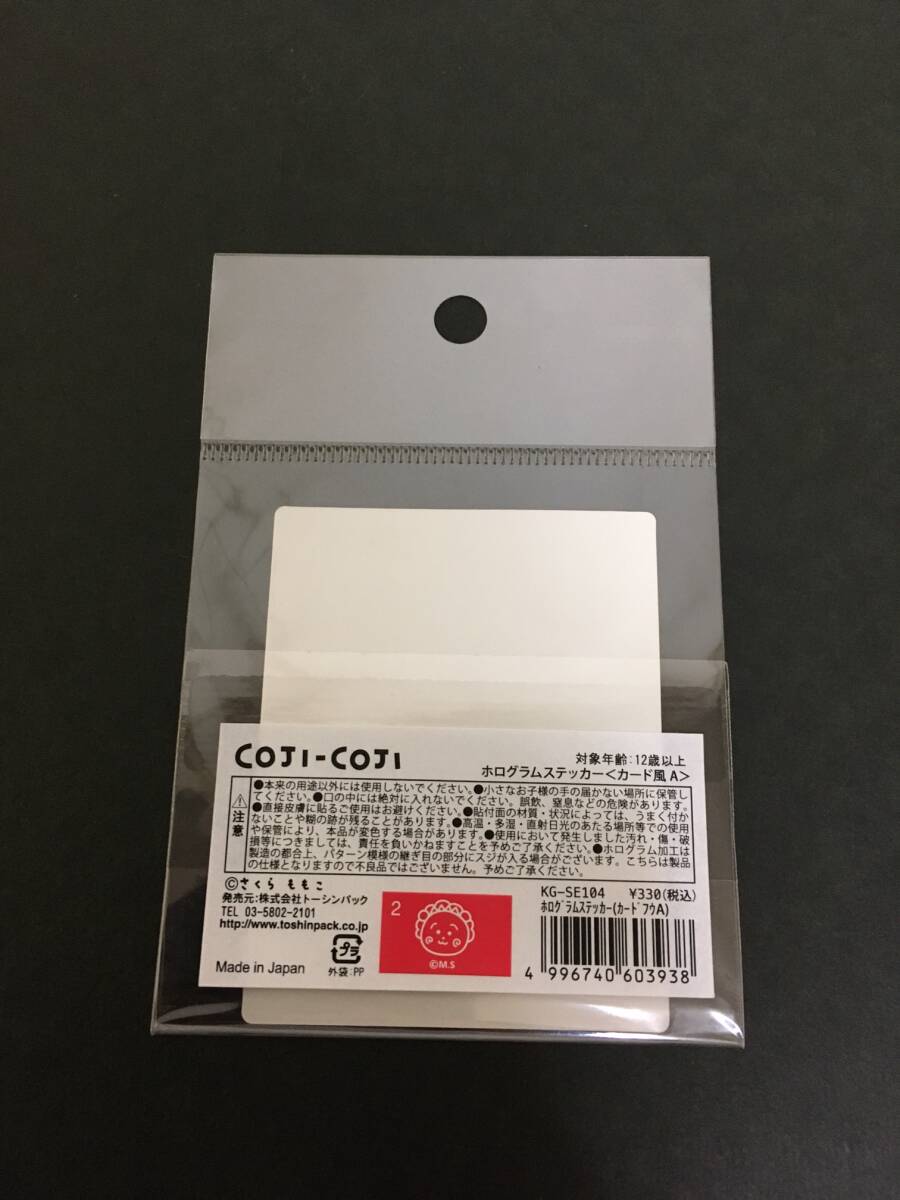 COJI-COJI
対象年齢:12歳以上
ホログラムステッカー<カード風 A>
⚠注意
●本来の用途以外には使用しないでください。●小さなお子様の手の届かない場所に保管し
てください。●口の中には絶対に入れないでください。誤飲、窒息などの危険があります。
●直接皮膚に貼るご使用はお避けください。●貼付面の材質・状況によっては、うまく付か
ないことや糊の跡が残ることがあります。●高温・多湿・直射日光のあたる場所等での使用
や保管により、本品が変色する場合があります。●使用において発生しました汚れ・傷・破
損等につきましては、責任を負いかねますことを予めご了承ください。●ホログラム加工は
製造の都合上、パターン模様の継ぎ目の部分にスジが入る場合がございます。こちらは製品
の仕様となりますので不良品ではございません。予めご了承ください。
©さくら ももこ
発売元:株式会社トーシンパック
TEL 03-5802-2101
http://www.toshinpack.co.jp
Made in Japan
プラ
外袋:PP
2
©M.S
KG-SE104 ¥330(税込)
ﾎﾛｸﾞﾗﾑｽﾃｯｶｰ(ｶｰﾄﾞﾌｳA)
4 996740 603938